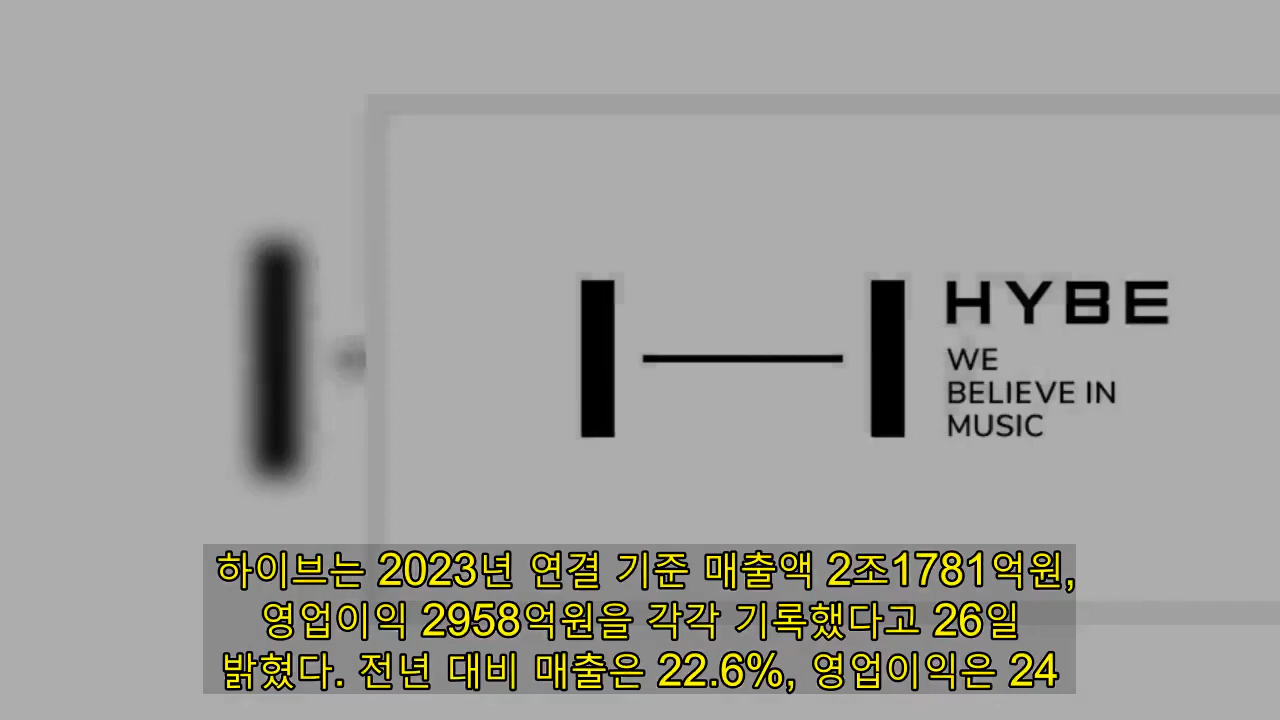 HYBE
WE
BELIEVE IN
MUSIC
하이브는 2023년 연결 기준 매출액 2조1781억원,
영업이익 2958억원을 각각 기록했다고 26일
밝혔다. 전년 대비 매출은 22.6%, 영업이익은 24